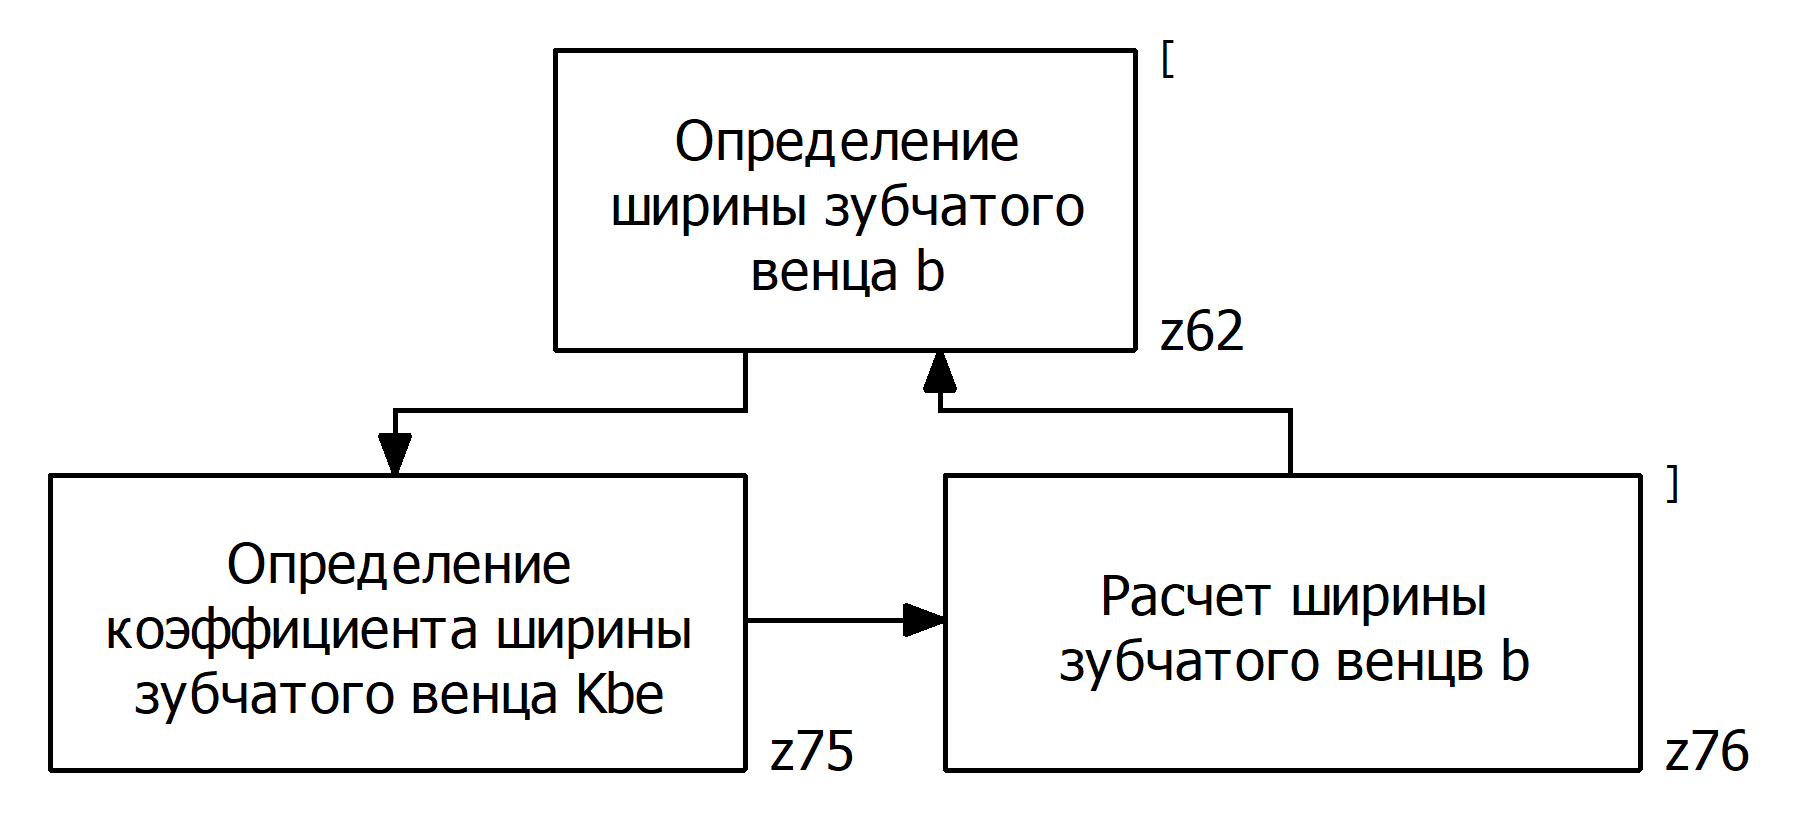 [
Определение
ширины зубчатого
венца b
z62
Определение
коэффициента ширины
зубчатого венца Kbe
z75
]
Расчет ширины
зубчатого венцв b
z76